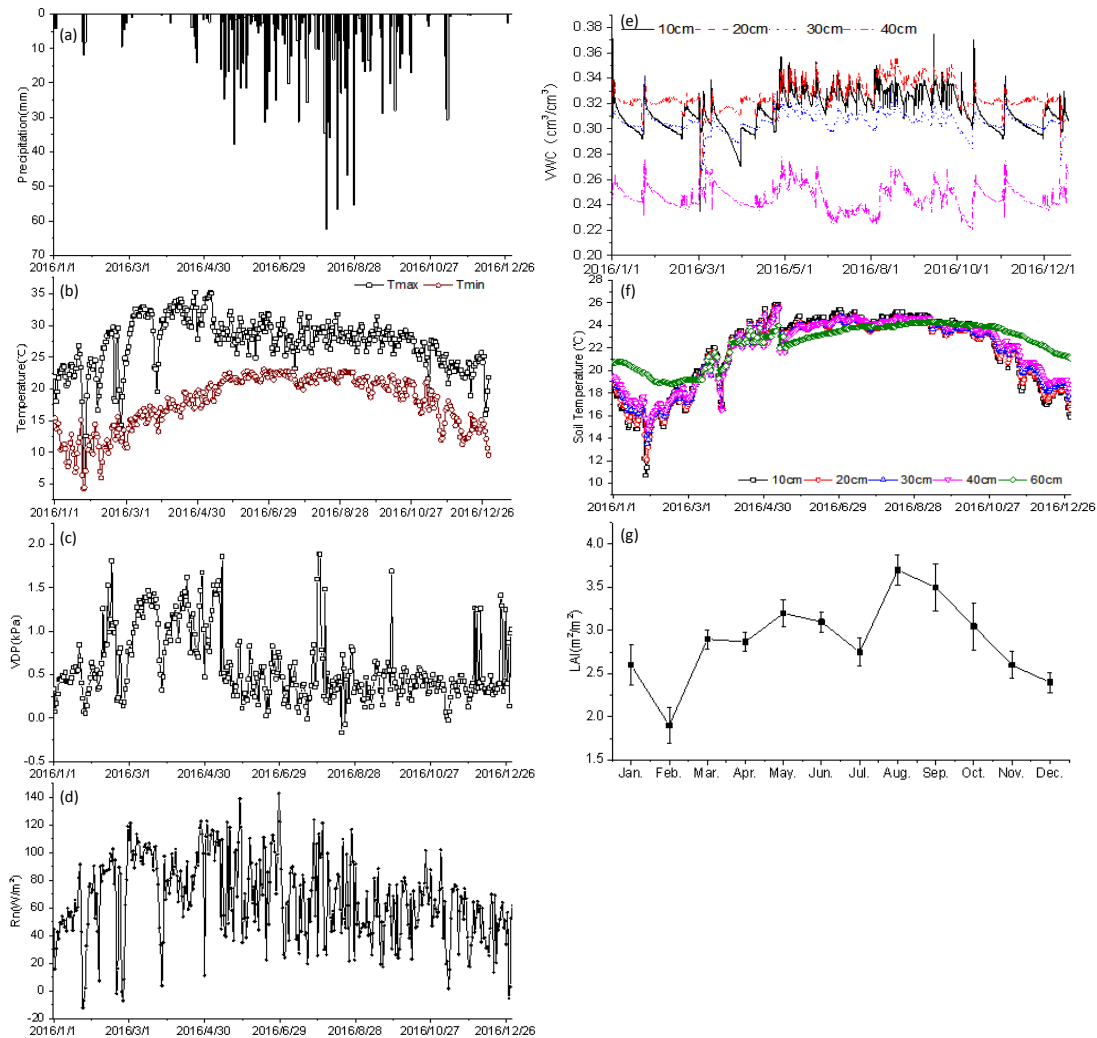 (a)
Precipitation(mm)
0
10
20
30
40
50
60
70
2016/1/1 2016/3/1 2016/4/30 2016/6/29 2016/8/28 2016/10/27 2016/12/26
(b)
Tmax Tmin
Temperature(℃)
35
30
25
20
15
10
5
2016/1/1 2016/3/1 2016/4/30 2016/6/29 2016/8/28 2016/10/27 2016/12/26
(c)
VDP(kPa)
2.0
1.5
1.0
0.5
0.0
-0.5
2016/1/1 2016/3/1 2016/4/30 2016/6/29 2016/8/28 2016/10/27 2016/12/26
(d)
Rn(W/m²)
140
120
100
80
60
40
20
0
-20
2016/1/1 2016/3/1 2016/4/30 2016/6/29 2016/8/28 2016/10/27 2016/12/26
(e)
10cm 20cm 30cm 40cm
VWC (cm³/cm³)
0.38
0.36
0.34
0.32
0.30
0.28
0.26
0.24
0.22
0.20
2016/1/1 2016/3/1 2016/5/1 2016/8/1 2016/10/1 2016/12/1
(f)
Soil Temperature (℃)
28
26
24
22
20
18
16
14
12
10
10cm 20cm 30cm 40cm 60cm
2016/1/1 2016/3/1 2016/4/30 2016/6/29 2016/8/28 2016/10/27 2016/12/26
(g)
LAI(m²/m²)
4.0
3.5
3.0
2.5
2.0
1.5
Jan. Feb. Mar. Apr. May. Jun. Jul. Aug. Sep. Oct. Nov. Dec.